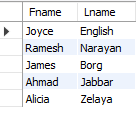 Fname Lname
Joyce English
Ramesh Narayan
James Borg
Ahmad Jabbar
Alicia Zelaya